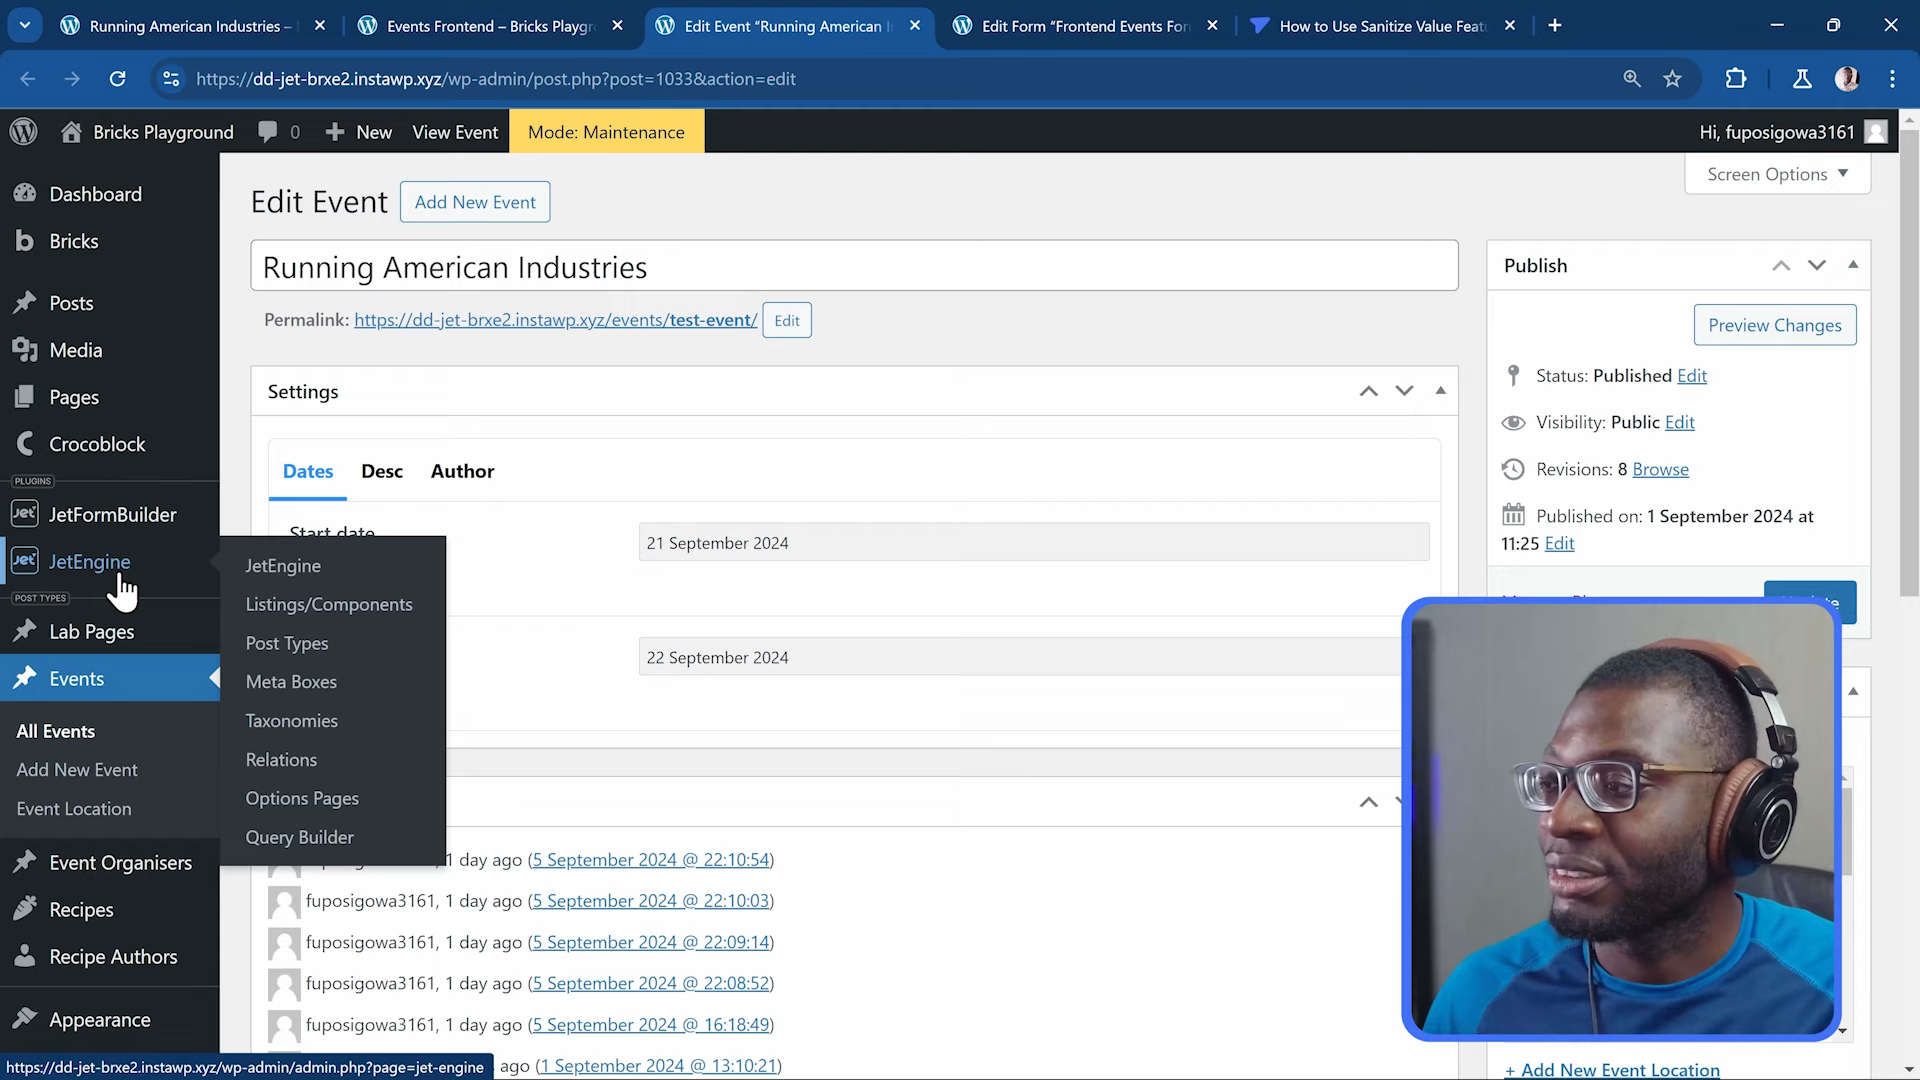 Running American Industries –
Events Frontend – Bricks Playgr
Edit Event “Running American I
Edit Form “Frontend Events For
How to Use Sanitize Value Feat
https://dd-jet-brxe2.instawp.xyz/wp-admin/post.php?post=1033&action=edit
Bricks Playground
0
New
View Event
Mode: Maintenance
Hi, fuposigowa3161
Screen Options
Dashboard
Bricks
Posts
Media
Pages
Crocoblock
PLUGINS
JetFormBuilder
JetEngine
POST TYPES
Lab Pages
Events
All Events
Add New Event
Event Location
Event Organisers
Recipes
Recipe Authors
Appearance
JetEngine
Listings/Components
Post Types
Meta Boxes
Taxonomies
Relations
Options Pages
Query Builder
Edit Event
Add New Event
Running American Industries
Permalink: https://dd-jet-brxe2.instawp.xyz/events/test-event/
Edit
Settings
Dates
Desc
Author
Start date
21 September 2024
22 September 2024
1 day ago (5 September 2024 @ 22:10:54)
fuposigowa3161, 1 day ago (5 September 2024 @ 22:10:03)
fuposigowa3161, 1 day ago (5 September 2024 @ 22:09:14)
fuposigowa3161, 1 day ago (5 September 2024 @ 22:08:52)
fuposigowa3161, 1 day ago (5 September 2024 @ 16:18:49)
ago (1 September 2024 @ 13:10:21)
Publish
Preview Changes
Status: Published Edit
Visibility: Public Edit
Revisions: 8 Browse
Published on: 1 September 2024 at
11:25 Edit
+ Add New Event Location
https://dd-jet-brxe2.instawp.xyz/wp-admin/admin.php?page=jet-engine